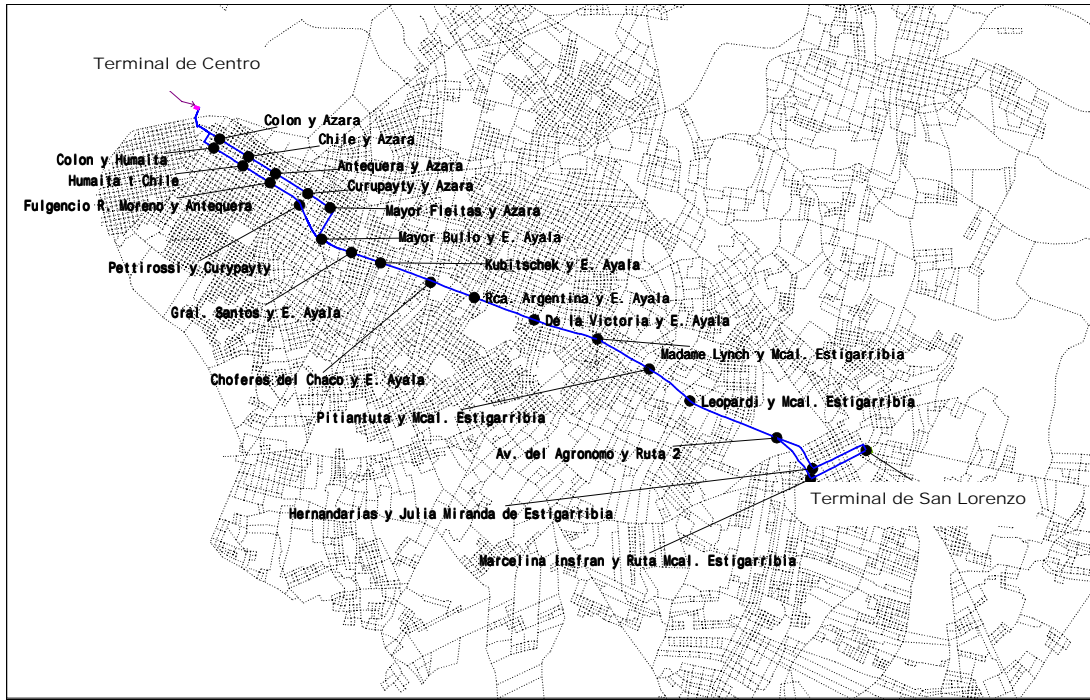 Terminal de Centro
Colon y Azara
Chile y Azara
Colon y Humaita
Antequera y Azara
Humaita t Chile
Curupayty y Azara
Fulgencio R. Moreno y Antequera
Mayor Fleitas y Azara
Mayor Bullo y E. Ayala
Pettirossi y Curypayty
Kubitschek y E. Ayala
Rca. Argentina y E. Ayala
Gral. Santos y E. Ayala
De la Victoria y E. Ayala
Madame Lynch y Mcal. Estigarribia
Choferes del Chaco y E. Ayala
Leopardi y Mcal. Estigarribia
Pitiantuta y Mcal. Estigarribia
Av. del Agronomo y Ruta 2
Terminal de San Lorenzo
Hernandarias y Julia Miranda de Estigarribia
Marcelina Insfran y Ruta Mcal. Estigarribia